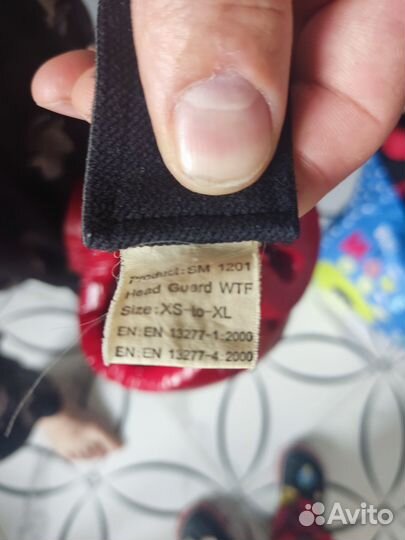 Product: SM 1201
Head Guard WTF
Size: XS-to-XL
EN:EN 13277-1:2000
EN:EN 13277-4:2000
Avito